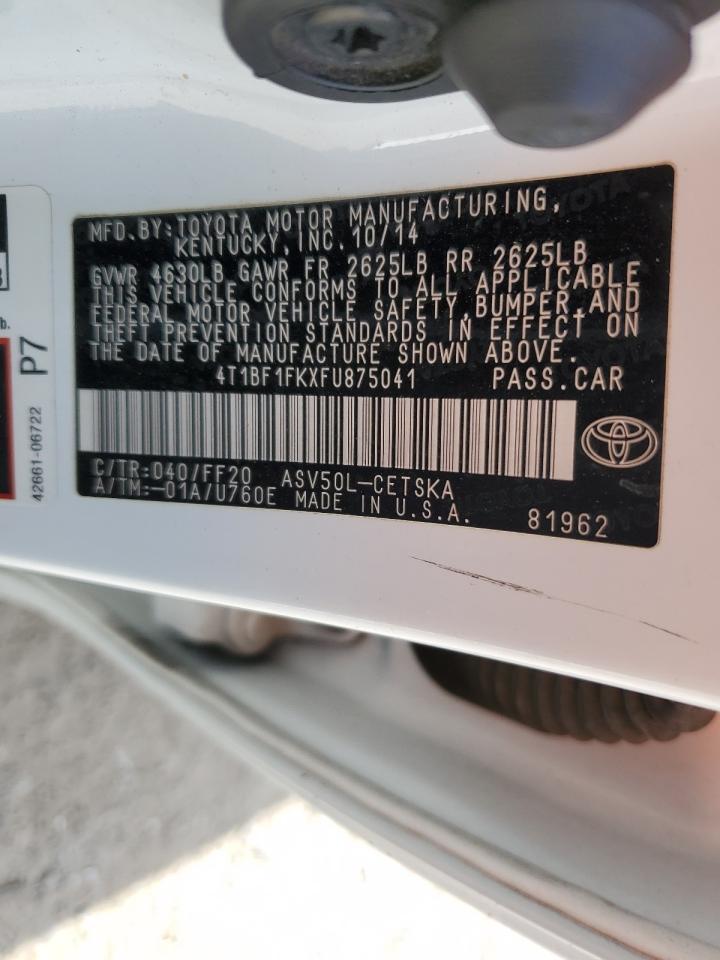 MFD.BY:TOYOTA MOTOR MANUFACTURING,
KENTUCKY,INC.10/14
GVWR 4630LB GAWR FR 2625LB RR 2625LB
THIS VEHICLE CONFORMS TO ALL APPLICABLE
FEDERAL MOTOR VEHICLE SAFETY,BUMPER,AND
THEFT PREVENTION STANDARDS IN EFFECT ON
THE DATE OF MANUFACTURE SHOWN ABOVE.
4T1BF1FKXFU875041 PASS.CAR
C/TR:040/FF20 ASV50L-CETSKA
A/TM:-01A/U760E MADE IN U.S.A. 81962
P7
42661-06722